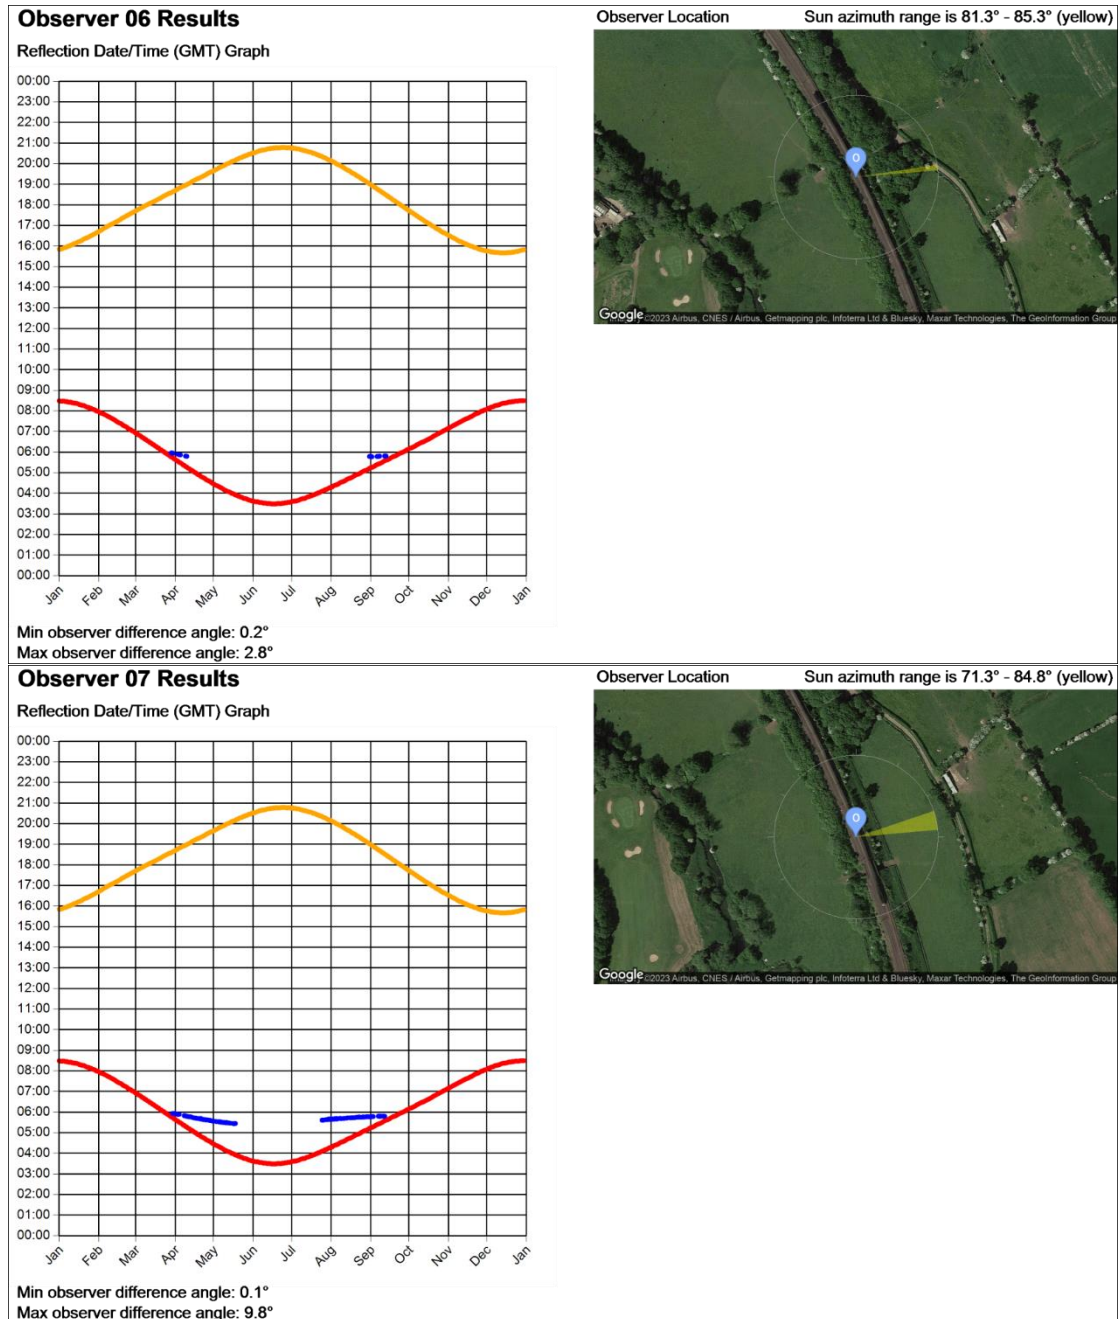 Observer 06 Results
Observer Location
Sun azimuth range is 81.3° - 85.3° (yellow)
Reflection Date/Time (GMT) Graph
00:00
23:00
22:00
21:00
20:00
19:00
18:00
17:00
16:00
15:00
14:00
13:00
12:00
11:00
10:00
09:00
08:00
07:00
06:00
05:00
04:00
03:00
02:00
01:00
00:00
Jan Feb Mar Apr May Jun Jul Aug Sep Oct Nov Dec Jan
Min observer difference angle: 0.2°
Max observer difference angle: 2.8°
0
Google
©2023 Airbus, CNES / Airbus, Getmapping plc, Infoterra Ltd & Bluesky, Maxar Technologies, The GeoInformation Group
Observer 07 Results
Observer Location
Sun azimuth range is 71.3° - 84.8° (yellow)
Reflection Date/Time (GMT) Graph
00:00
23:00
22:00
21:00
20:00
19:00
18:00
17:00
16:00
15:00
14:00
13:00
12:00
11:00
10:00
09:00
08:00
07:00
06:00
05:00
04:00
03:00
02:00
01:00
00:00
Jan Feb Mar Apr May Jun Jul Aug Sep Oct Nov Dec Jan
Min observer difference angle: 0.1°
Max observer difference angle: 9.8°
0
Google
©2023 Airbus, CNES / Airbus, Getmapping plc, Infoterra Ltd & Bluesky, Maxar Technologies, The GeoInformation Group